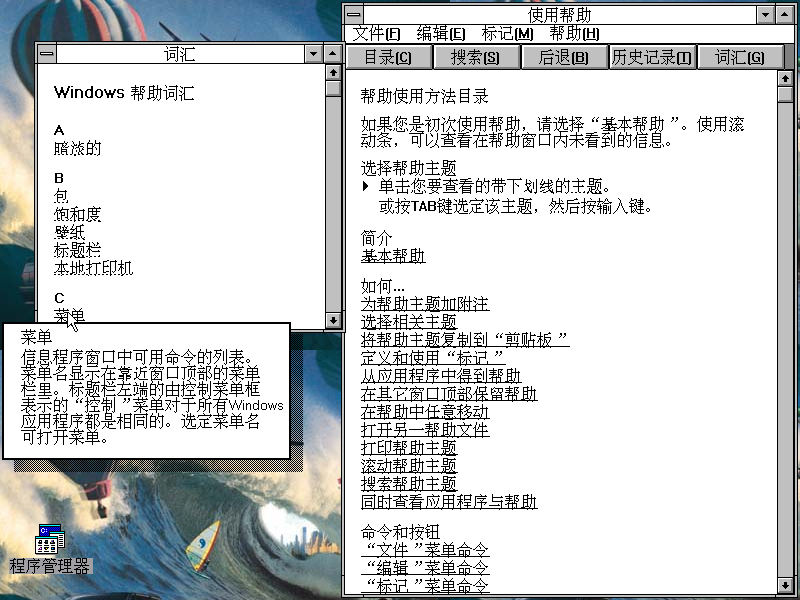 词汇
Windows 帮助词汇
A
暗淡的
B
包
饱和度
壁纸
标题栏
本地打印机
C
菜单
菜单
信息程序窗口中可用命令的列表。
菜单名显示在靠近窗口顶部的菜单
栏里。标题栏左端的由控制菜单框
表示的“控制”菜单对于所有Windows
应用程序都是相同的。选定菜单名
可打开菜单。
程序管理器
使用帮助
文件(F) 编辑(E) 标记(M) 帮助(H)
目录(C) 搜索(S) 后退(B) 历史记录(T) 词汇(G)
帮助使用方法目录
如果您是初次使用帮助，请选择“基本帮助”。使用滚
动条，可以查看在帮助窗口内未看到的信息。
选择帮助主题
单击您要查看的带下划线的主题。
或按TAB键选定该主题，然后按输入键。
简介
基本帮助
如何...
为帮助主题加附注
选择相关主题
将帮助主题复制到“剪贴板”
定义和使用“标记”
从应用程序中得到帮助
在其它窗口顶部保留帮助
在帮助中任意移动
打开另一帮助文件
打印帮助主题
滚动帮助主题
搜索帮助主题
同时查看应用程序与帮助
命令和按钮
“文件”菜单命令
“编辑”菜单命令
“标记”菜单命令